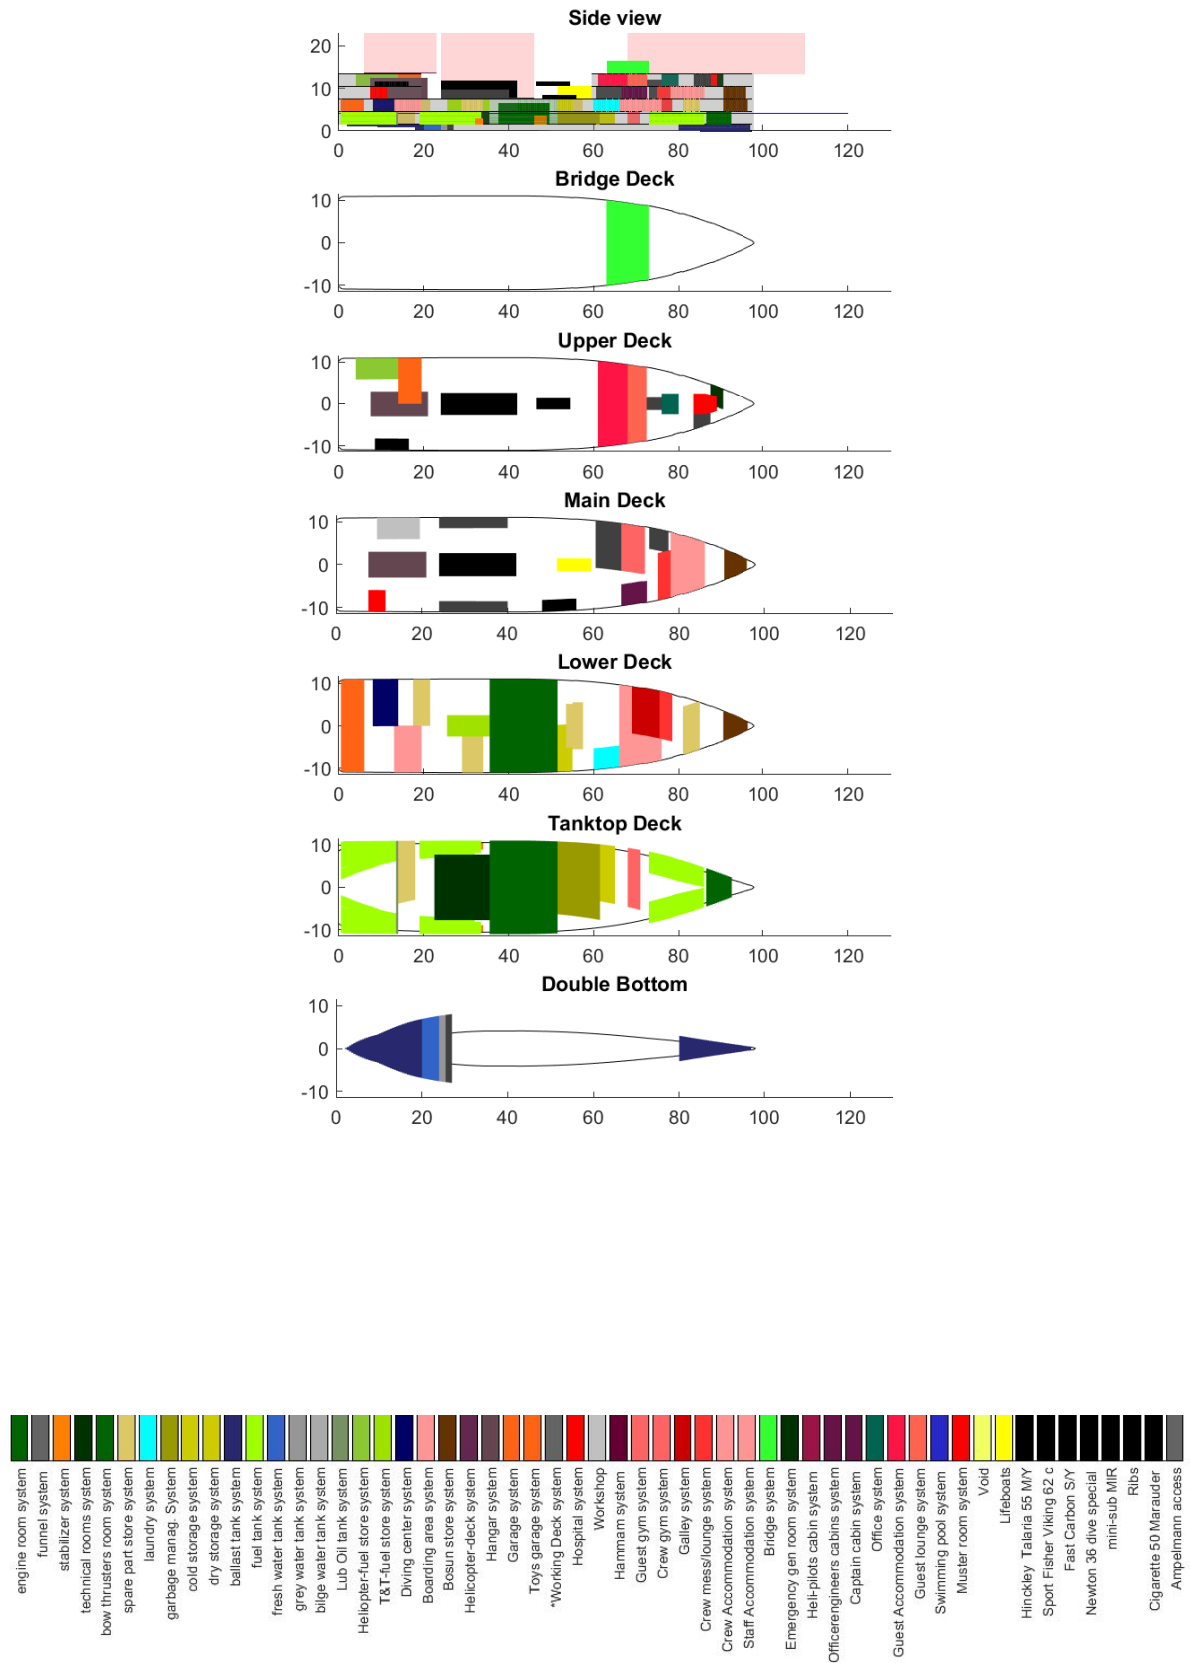 Side view
20
10
0
0 20 40 60 80 100 120
Bridge Deck
10
0
-10
0 20 40 60 80 100 120
Upper Deck
10
0
-10
0 20 40 60 80 100 120
Main Deck
10
0
-10
0 20 40 60 80 100 120
Lower Deck
10
0
-10
0 20 40 60 80 100 120
Tanktop Deck
10
0
-10
0 20 40 60 80 100 120
Double Bottom
10
0
-10
0 20 40 60 80 100 120
engine room system
funnel system
stabilizer system
technical rooms system
bow thrusters room system
spare part store system
laundry system
garbage manag. System
cold storage system
dry storage system
ballast tank system
fuel tank system
fresh water tank system
grey water tank system
bilge water tank system
Lub Oil tank system
Heliopter-fuel store system
T&T-fuel store system
Diving center system
Boarding area system
Bosun store system
Helicopter-deck system
Hangar system
Garage system
Toys garage system
*Working Deck system
Hospital system
Workshop
Hammam system
Guest gym system
Crew gym system
Galley system
Crew mess/lounge system
Crew Accommodation system
Staff Accommodation system
Bridge system
Emergency gen room system
Heli-pilots cabin system
Officerengineers cabins system
Captain cabin system
Office system
Guest Accommodation system
Guest lounge system
Swimming pool system
Muster room system
Void
Lifeboats
Hinckley Talaria 55 M/Y
Sport Fisher Viking 62 c
Fast Carbon S/Y
Newton 36 dive special
mini-sub MIR
Ribs
Cigarette 50 Marauder
Ampelmann access